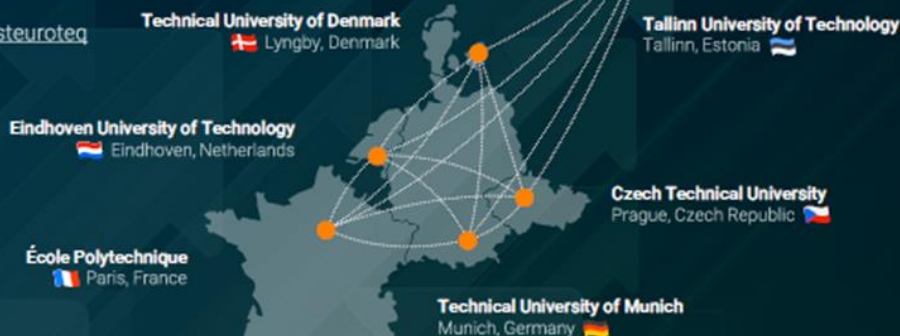 steuroteq
Technical University of Denmark
Lyngby, Denmark
Tallinn University of Technology
Tallinn, Estonia
Eindhoven University of Technology
Eindhoven, Netherlands
Czech Technical University
Prague, Czech Republic
École Polytechnique
Paris, France
Technical University of Munich
Munich, Germany